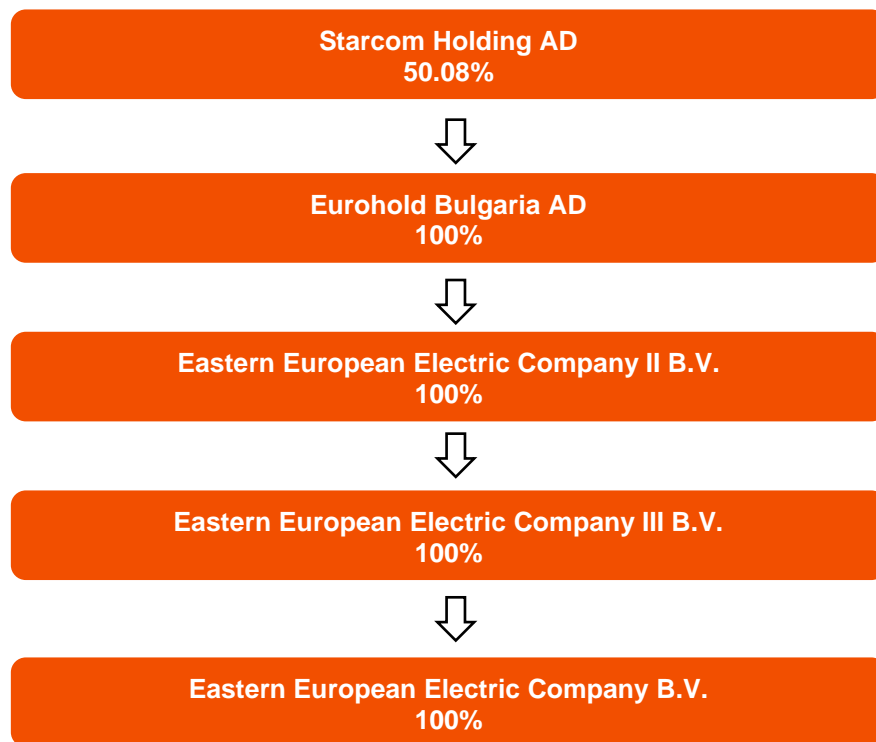 Starcom Holding AD
50.08%
Eurohold Bulgaria AD
100%
Eastern European Electric Company II B.V.
100%
Eastern European Electric Company III B.V.
100%
Eastern European Electric Company B.V.
100%